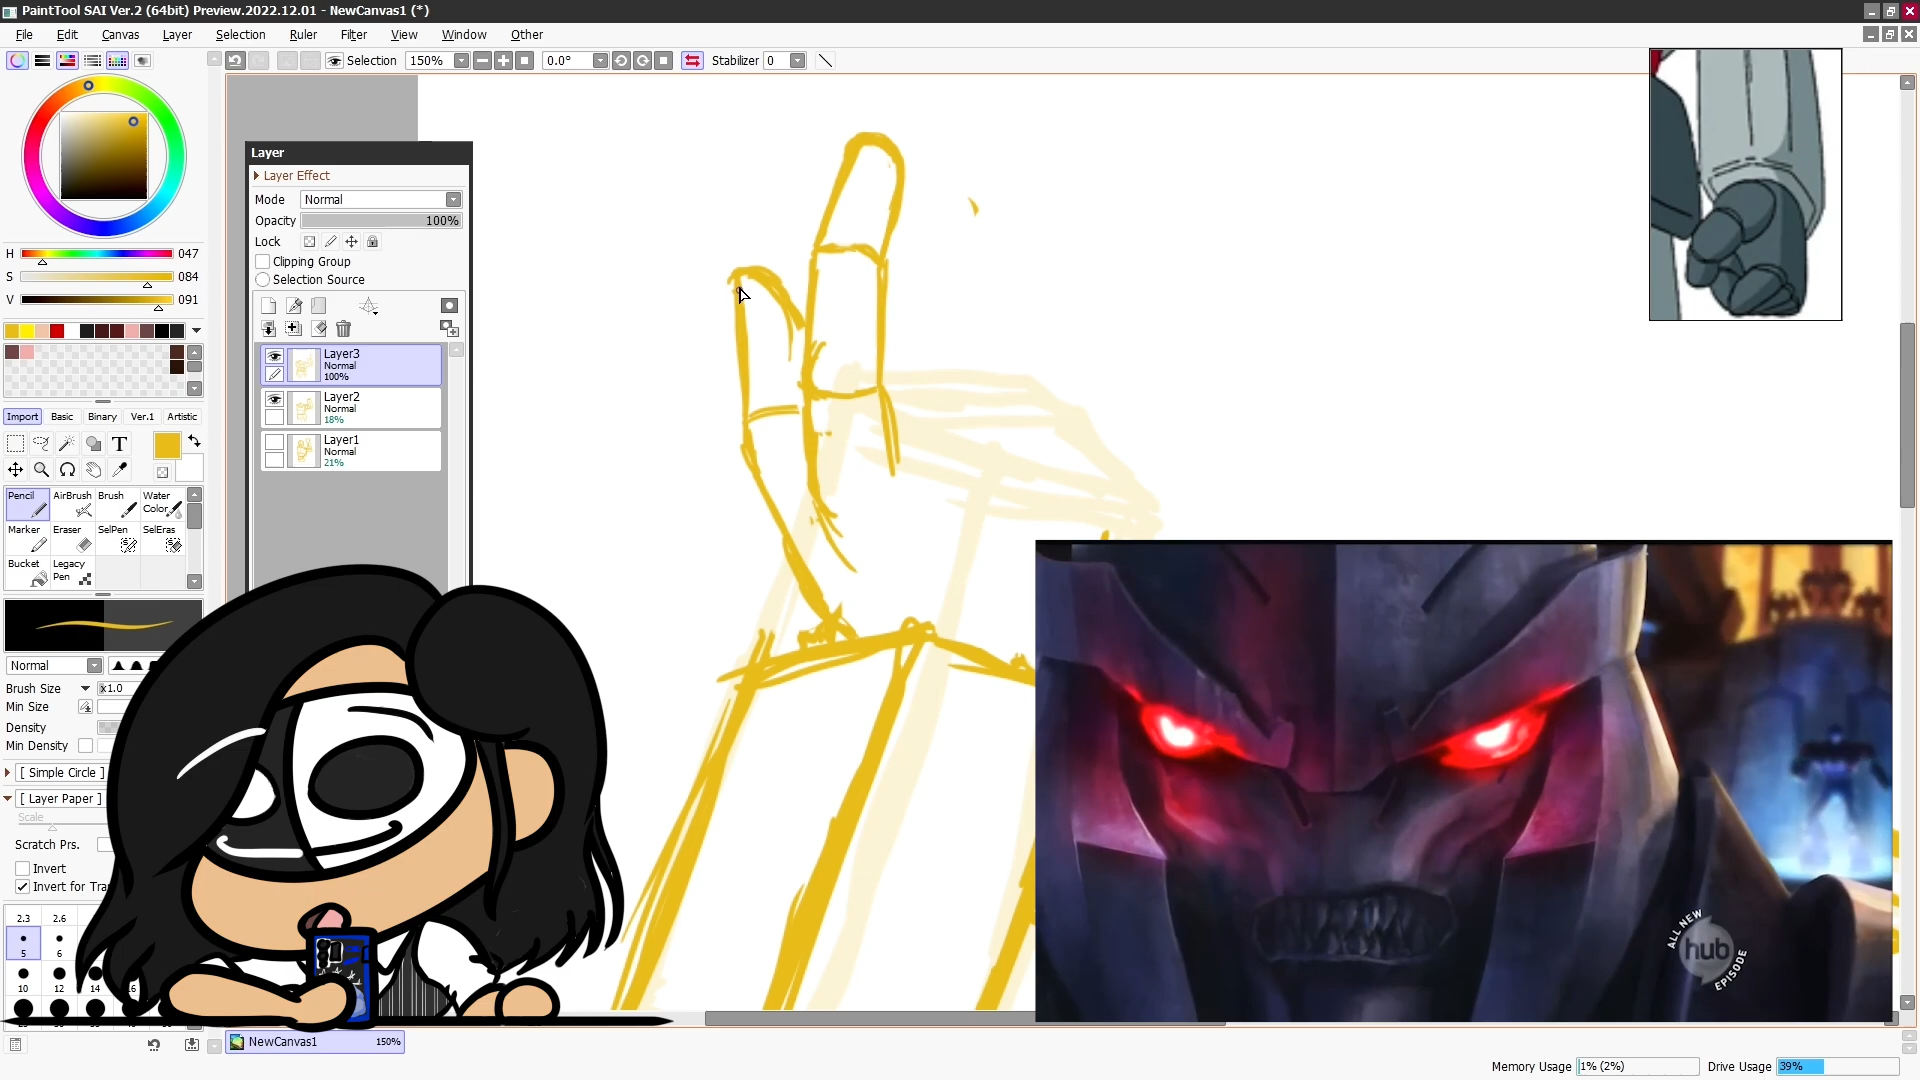 PaintTool SAI Ver.2 (64bit) Preview.2022.12.01 - NewCanvas1 (*)
File Edit Canvas Layer Selection Ruler Filter View Window Other
Selection 150% 0.0° Stabilizer 0
Layer
Layer Effect
Mode Normal
Opacity 100%
Lock
Clipping Group
Selection Source
Layer3
Normal
100%
Layer2
Normal
18%
Layer1
Normal
21%
H 047
S 084
V 091
Import Basic Binary Ver.1 Artistic
T
Pencil AirBrush Brush Water Color
Marker Eraser SelPen SelEras
Bucket Legacy Pen
Normal
Brush Size x1.0
Min Size
Density
Min Density
[ Simple Circle ]
[ Layer Paper ]
Scale
Scratch Prs.
Invert
Invert for Tra
2.3 2.6
5 6
10 12 14 16
NewCanvas1 150%
ALL NEW
hub
EPISODE
Memory Usage 1% (2%) Drive Usage 39%